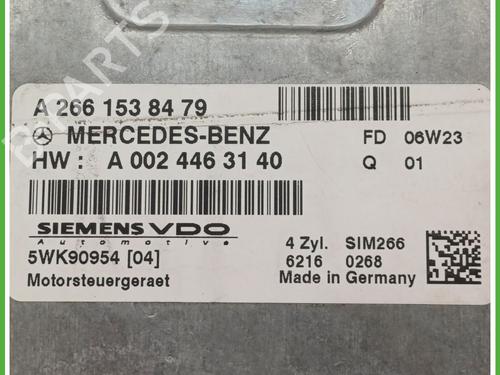 A 266 153 84 79
MERCEDES-BENZ
FD 06W23
HW : A 002 446 31 40
Q 01
SIEMENS VDO
Automotive
5WK90954 [04]
4 Zyl. SIM266
6216 0268
Motorsteuergeraet
Made in Germany